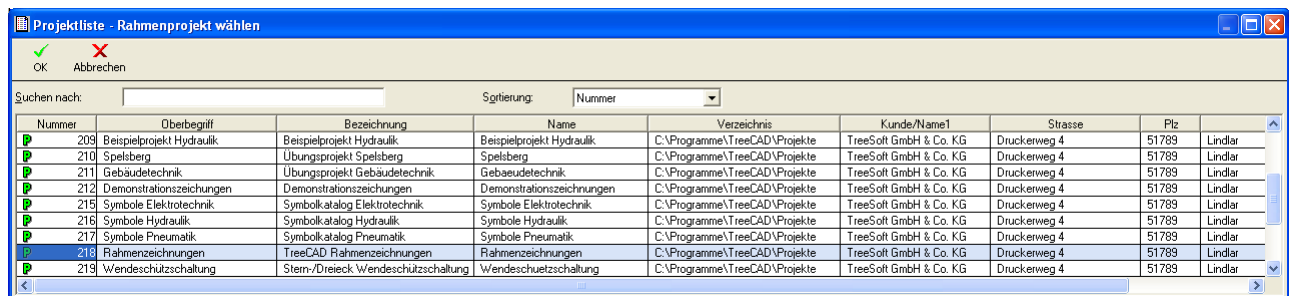 Projektliste - Rahmenprojekt wählen
OK Abbrechen
Suchen nach: Sortierung: Nummer
Nummer Oberbegriff Bezeichnung Name Verzeichnis Kunde/Name1 Strasse Plz
P 209 Beispielprojekt Hydraulik Beispielprojekt Hydraulik Beispielprojekt Hydraulik C:\Programme\TreeCAD\Projekte TreeSoft GmbH & Co. KG Druckerweg 4 51789 Lindlar
P 210 Spelsberg Übungsprojekt Spelsberg Spelsberg C:\Programme\TreeCAD\Projekte TreeSoft GmbH & Co. KG Druckerweg 4 51789 Lindlar
P 211 Gebäudetechnik Übungsprojekt Gebäudetechnik Gebaeudetechnik C:\Programme\TreeCAD\Projekte TreeSoft GmbH & Co. KG Druckerweg 4 51789 Lindlar
P 212 Demonstrationszeichungen Demonstrationszeichungen Demonstrationszeichnungen C:\Programme\TreeCAD\Projekte TreeSoft GmbH & Co. KG Druckerweg 4 51789 Lindlar
P 215 Symbole Elektrotechnik Symbolkatalog Elektrotechnik Symbole Elektrotechnik C:\Programme\TreeCAD\Projekte TreeSoft GmbH & Co. KG Druckerweg 4 51789 Lindlar
P 216 Symbole Hydraulik Symbolkatalog Hydraulik Symbole Hydraulik C:\Programme\TreeCAD\Projekte TreeSoft GmbH & Co. KG Druckerweg 4 51789 Lindlar
P 217 Symbole Pneumatik Symbolkatalog Pneumatik Symbole Pneumatik C:\Programme\TreeCAD\Projekte TreeSoft GmbH & Co. KG Druckerweg 4 51789 Lindlar
P 218 Rahmenzeichnungen TreeCAD Rahmenzeichnungen Rahmenzeichnungen C:\Programme\TreeCAD\Projekte TreeSoft GmbH & Co. KG Druckerweg 4 51789 Lindlar
P 219 Wendeschützschaltung Stern-/Dreieck Wendeschützschaltung Wendeschuetzschaltung C:\Programme\TreeCAD\Projekte TreeSoft GmbH & Co. KG Druckerweg 4 51789 Lindlar